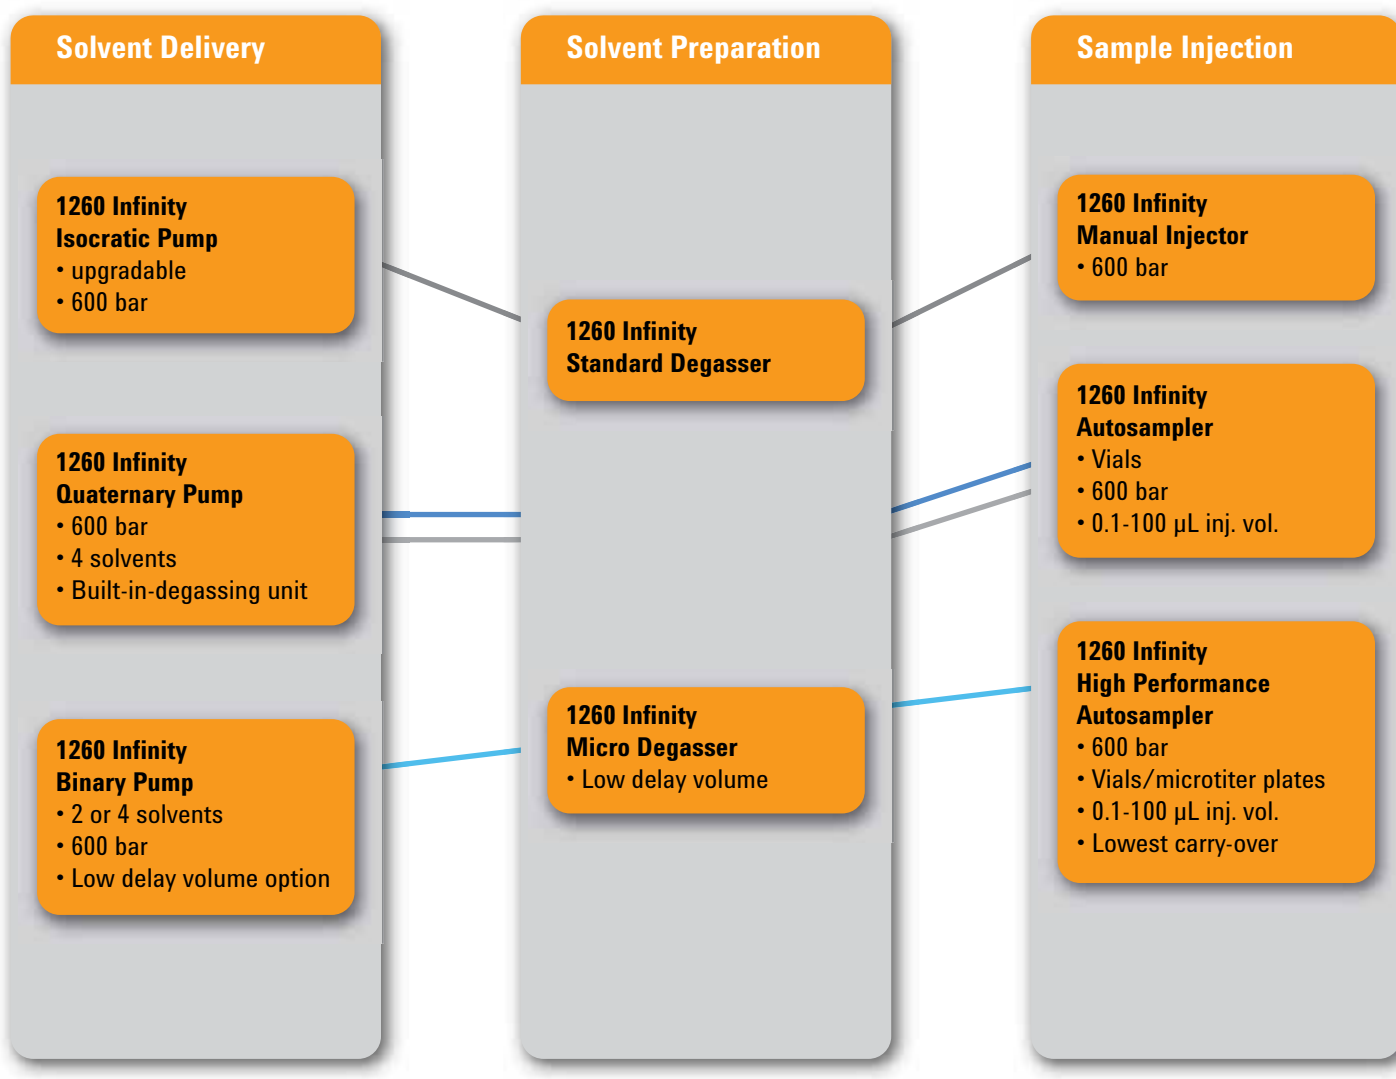 Solvent Delivery
1260 Infinity
Isocratic Pump
• upgradable
• 600 bar
1260 Infinity
Quaternary Pump
• 600 bar
• 4 solvents
• Built-in-degassing unit
1260 Infinity
Binary Pump
• 2 or 4 solvents
• 600 bar
• Low delay volume option
Solvent Preparation
1260 Infinity
Standard Degasser
1260 Infinity
Micro Degasser
• Low delay volume
Sample Injection
1260 Infinity
Manual Injector
• 600 bar
1260 Infinity
Autosampler
• Vials
• 600 bar
• 0.1-100 µL inj. vol.
1260 Infinity
High Performance
Autosampler
• 600 bar
• Vials/microtiter plates
• 0.1-100 µL inj. vol.
• Lowest carry-over